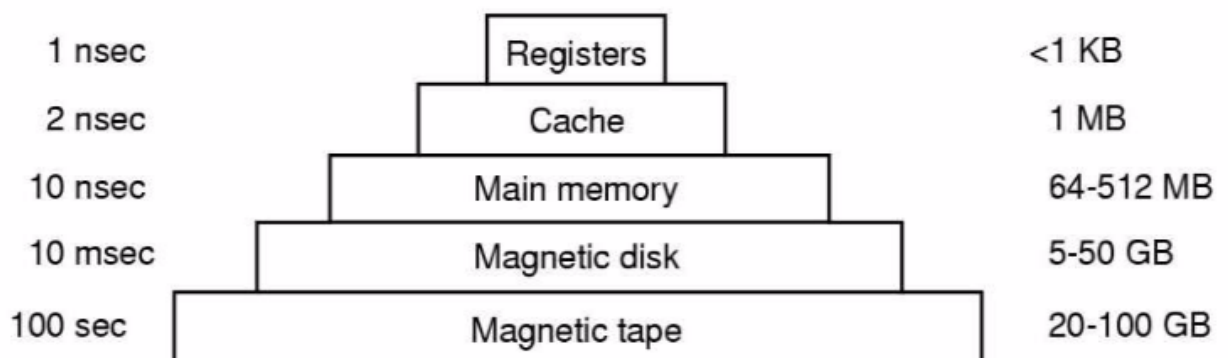 1 nsec Registers <1 KB
2 nsec Cache 1 MB
10 nsec Main memory 64-512 MB
10 msec Magnetic disk 5-50 GB
100 sec Magnetic tape 20-100 GB